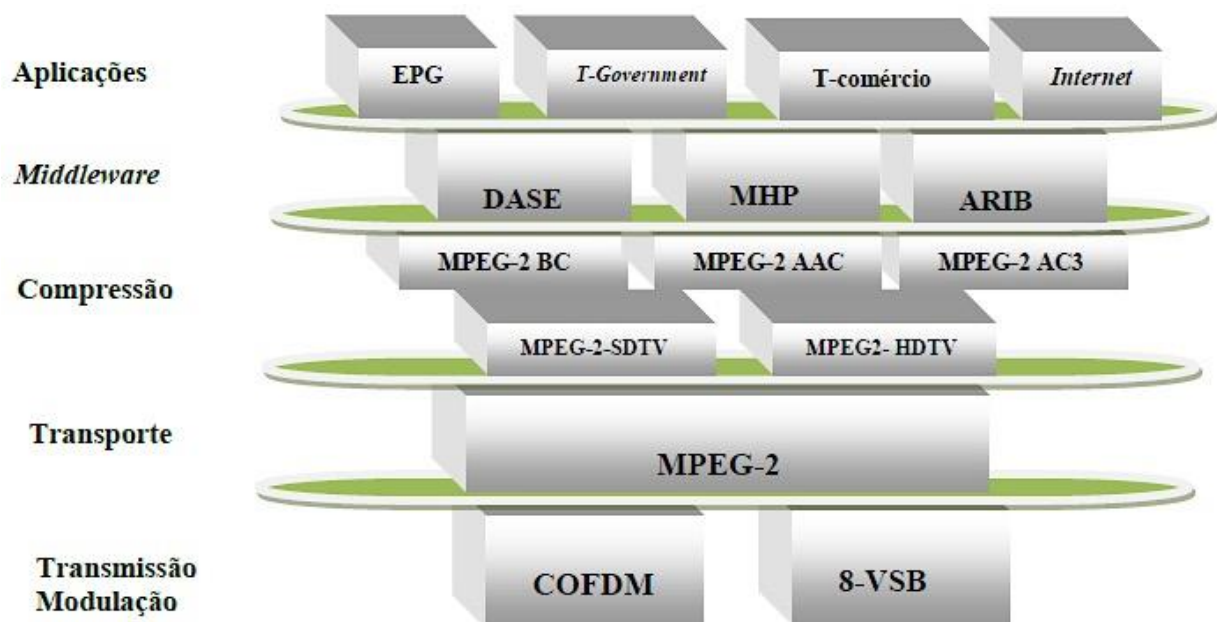 Aplicações
EPG
T-Government
T-comércio
Internet
Middleware
DASE
MHP
ARIB
Compressão
MPEG-2 BC
MPEG-2 AAC
MPEG-2 AC3
MPEG-2-SDTV
MPEG2- HDTV
Transporte
MPEG-2
Transmissão
Modulação
COFDM
8-VSB